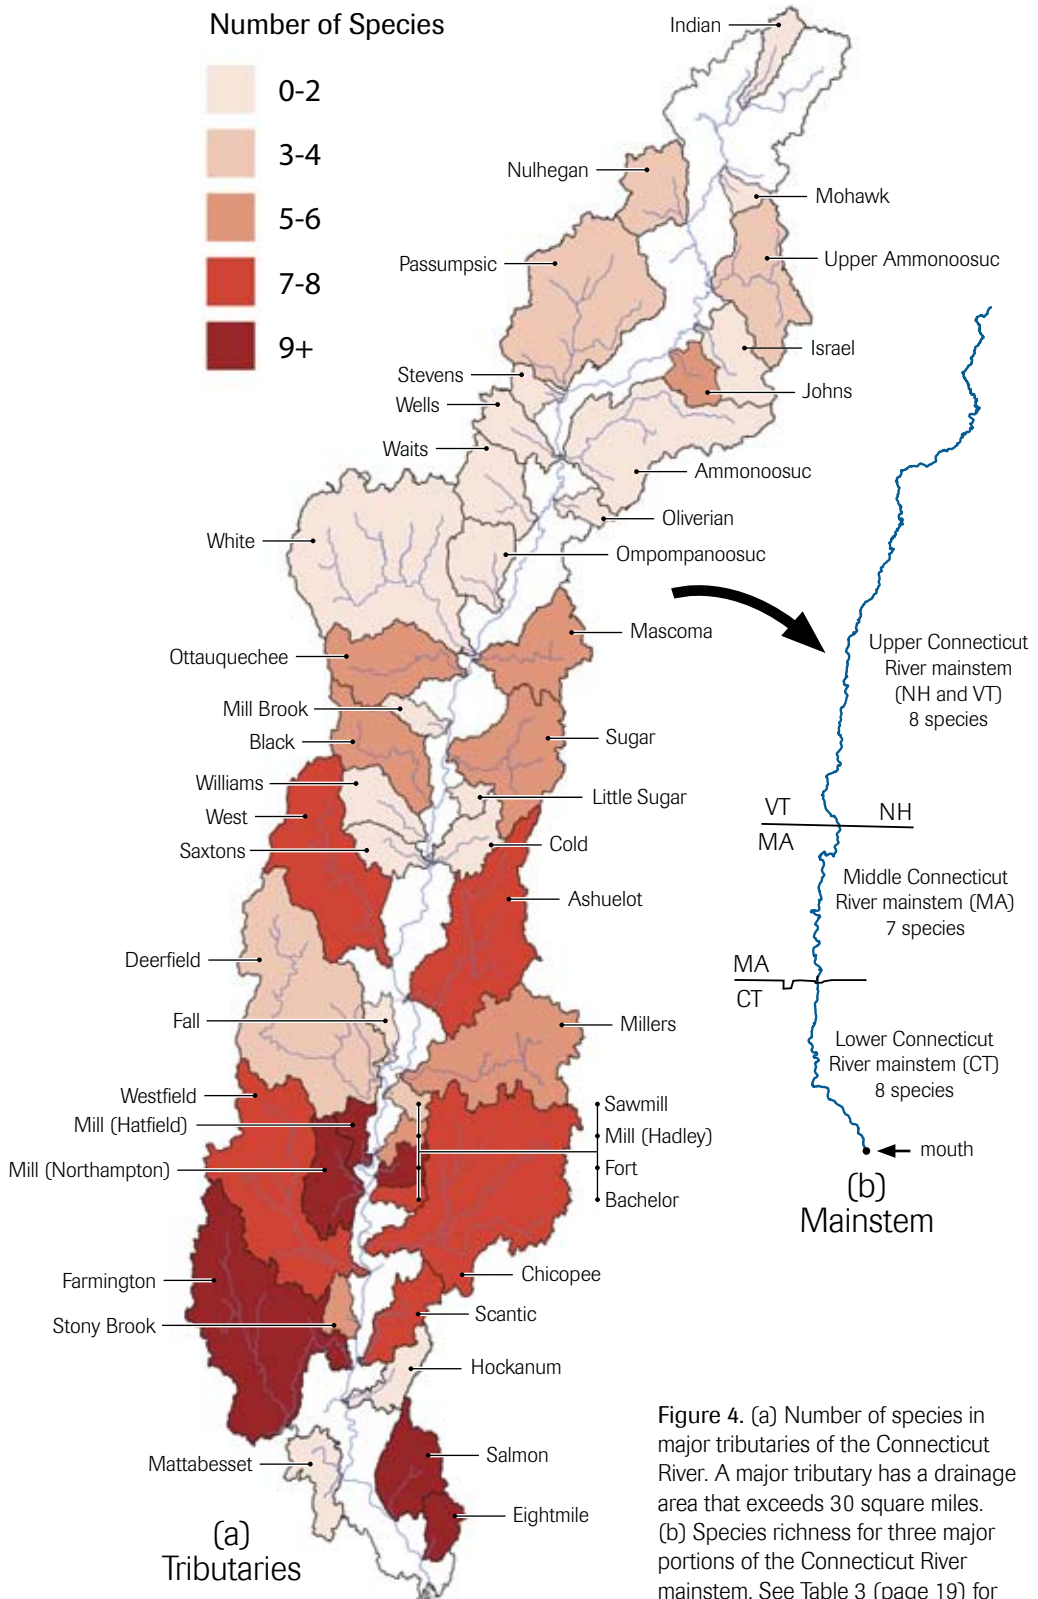 Number of Species
0-2
3-4
5-6
7-8
9+
Indian
Nulhegan
Mohawk
Passumpsic
Upper Ammonoosuc
Israel
Stevens
Johns
Wells
Waits
Ammonoosuc
Oliverian
White
Ompompanoosuc
Mascoma
Ottauquechee
Mill Brook
Black
Sugar
Williams
Little Sugar
West
Saxtons
Cold
Ashuelot
Deerfield
Fall
Millers
Westfield
Sawmill
Mill (Hatfield)
Mill (Hadley)
Mill (Northampton)
Fort
Bachelor
Farmington
Chicopee
Stony Brook
Scantic
Hockanum
Mattabesset
Salmon
Eightmile
(a)
Tributaries
Upper Connecticut
River mainstem
(NH and VT)
8 species
VT
NH
MA
Middle Connecticut
River mainstem (MA)
7 species
MA
CT
Lower Connecticut
River mainstem (CT)
8 species
mouth
(b)
Mainstem
Figure 4. (a) Number of species in
major tributaries of the Connecticut
River. A major tributary has a drainage
area that exceeds 30 square miles.
(b) Species richness for three major
portions of the Connecticut River
mainstem. See Table 3 (page 19) for